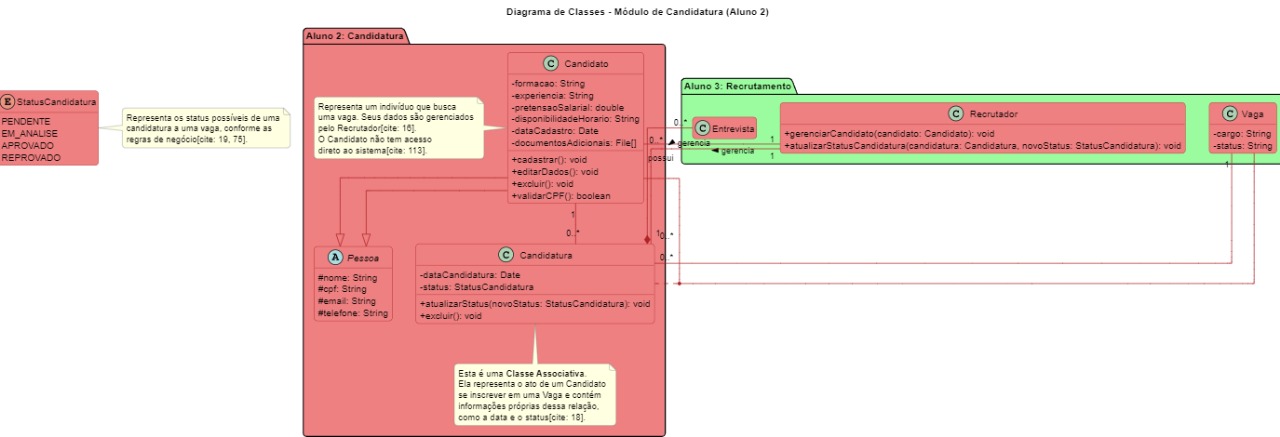 Diagrama de Classes - Módulo de Candidatura (Aluno 2)
Aluno 2: Candidatura
C Candidato
-formacao: String
-experiencia: String
-pretensaoSalarial: double
-disponibilidadeHorario: String
-dataCadastro: Date
-documentosAdicionais: File[]
+cadastrar(): void
+editarDados(): void
+excluir(): void
+validarCPF(): boolean
Representa um indivíduo que busca
uma vaga. Seus dados são gerenciados
pelo Recrutador[cite: 16].
O Candidato não tem acesso
direto ao sistema[cite: 113].
E StatusCandidatura
PENDENTE
EM_ANALISE
APROVADO
REPROVADO
Representa os status possíveis de uma
candidatura a uma vaga, conforme as
regras de negócio[cite: 19, 75].
Aluno 3: Recrutamento
C Entrevista
C Recrutador
+gerenciarCandidato(candidato: Candidato): void
+atualizarStatusCandidatura(candidatura: Candidatura, novoStatus: StatusCandidatura): void
C Vaga
-cargo: String
-status: String
0..*
0..*
gerencia
1
possui
gerencia
1
1
1
0..*
1
0..*
0..*
A Pessoa
#nome: String
#cpf: String
#email: String
#telefone: String
C Candidatura
-dataCandidatura: Date
-status: StatusCandidatura
+atualizarStatus(novoStatus: StatusCandidatura): void
+excluir(): void
Esta é uma Classe Associativa.
Ela representa o ato de um Candidato
se inscrever em uma Vaga e contém
informações próprias dessa relação,
como a data e o status[cite: 18].